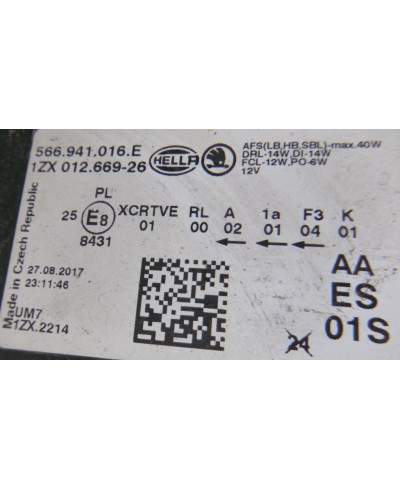 566.941.016.E
1ZX 012.669-26
HELLA
AFS(LB,HB,SBL)-max.40W
DRL-14W,DI-14W
FCL-12W,PO-6W
12V
PL
25 E8 XCRTVE RL A 1a F3 K
8431 01 00 02 01 04 01
27.08.2017
23:11:46
Made in Czech Republic
UM7
1ZX.2214
AA
ES
01S
24